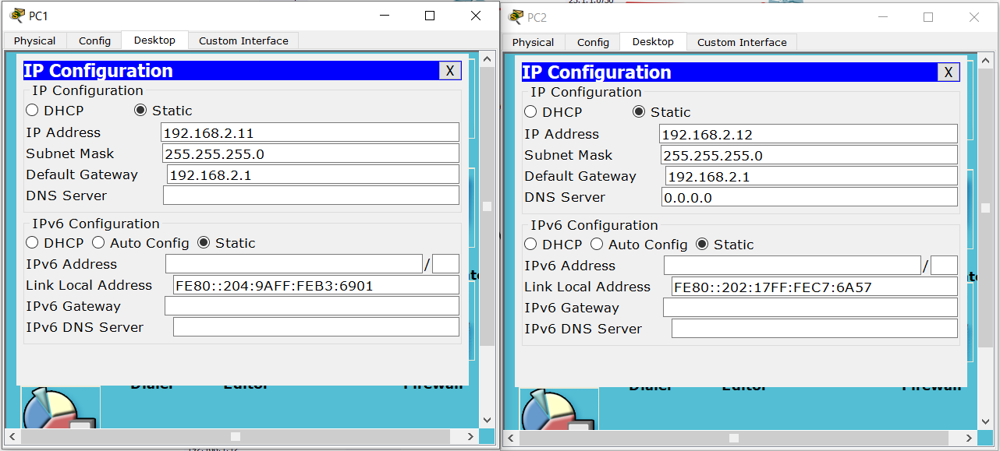 PC1
Physical Config Desktop Custom Interface
IP Configuration X
IP Configuration
DHCP Static
IP Address 192.168.2.11
Subnet Mask 255.255.255.0
Default Gateway 192.168.2.1
DNS Server
IPv6 Configuration
DHCP Auto Config Static
IPv6 Address /
Link Local Address FE80::204:9AFF:FEB3:6901
IPv6 Gateway
IPv6 DNS Server
Dialer Editor Firewall
PC2
Physical Config Desktop Custom Interface
IP Configuration X
IP Configuration
DHCP Static
IP Address 192.168.2.12
Subnet Mask 255.255.255.0
Default Gateway 192.168.2.1
DNS Server 0.0.0.0
IPv6 Configuration
DHCP Auto Config Static
IPv6 Address /
Link Local Address FE80::202:17FF:FEC7:6A57
IPv6 Gateway
IPv6 DNS Server
Dialer Editor Firewall